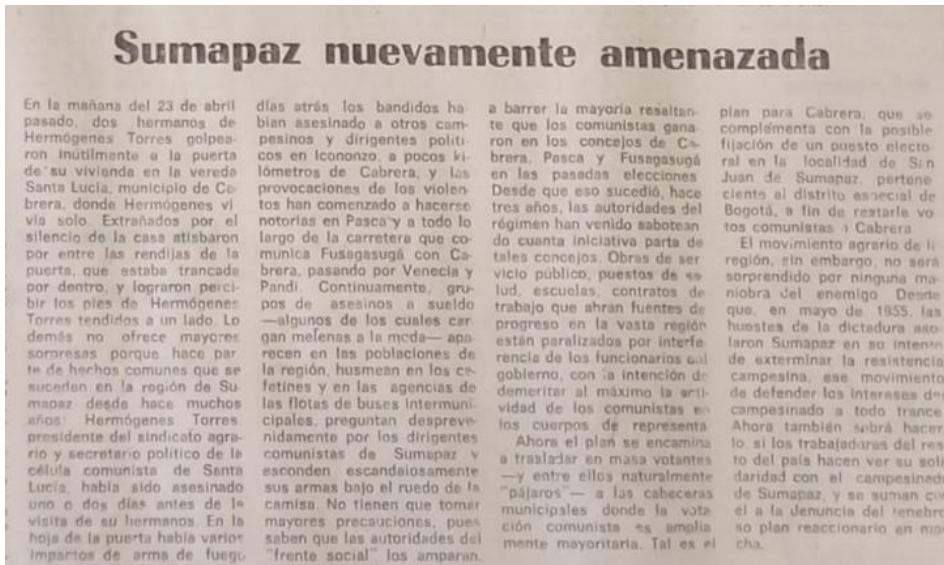 Sumapaz nuevamente amenazada
En la mañana del 23 de abril
pasado, dos hermanos de
Hermógenes Torres golpea-
ron inútilmente a la puerta
de su vivienda en la vereda
Santa Lucía, municipio de Ca-
brera, donde Hermógenes vi-
vía solo. Extrañados por el
silencio de la casa atisbaron
por entre las rendijas de la
puerta, que estaba trancada
por dentro, y lograron perci-
bir los pies de Hermógenes
Torres tendidos a un lado. Lo
demás no ofrece mayores
sorpresas porque hace par
te de hechos comunes que se
suceden en la región de Su-
mapaz desde hace muchos
años: Hermógenes Torres,
presidente del sindicato agra-
rio y secretario político de la
célula comunista de Santa
Lucía, había sido asesinado
uno o dos días antes de la
visita de su hermanos. En la
hoja de la puerta había varios
impactos de arma de fuego
días atrás los bandidos ha
bían asesinado a otros cam-
pesinos y dirigentes políti-
cos en Icononzo, a pocos ki-
lómetros de Cabrera, y las
provocaciones de los violen-
tos han comenzado a hacerse
notorias en Pasca y a todo lo
largo de la carretera que co-
munica Fusagasugá con Ca-
brera, pasando por Venecia y
Pandi. Continuamente, gru-
pos de asesinos a sueldo
—algunos de los cuales car-
gan melenas a la moda— apa-
recen en las poblaciones de
la región, husmean en los ca-
fetines y en las agencias de
las flotas de buses intermuni-
cipales, preguntan despreve-
nidamente por los dirigentes
comunistas de Sumapaz y
esconden escandalosamente
sus armas bajo el ruedo de la
camisa. No tienen que tomar
mayores precauciones, pues
saben que las autoridades del
"frente social" los amparan.
a barrer la mayoría resaltan-
te que los comunistas gana-
ron en los concejos de Ca-
brera, Pasca y Fusagasugá
en las pasadas elecciones
Desde que eso sucedió, hace
tres años, las autoridades del
régimen han venido sabotean
do cuanta iniciativa parta de
tales concejos. Obras de ser
vicio público, puestos de sa-
lud, escuelas, contratos de
trabajo que abran fuentes de
progreso en la vasta región
están paralizados por interfe-
rencia de los funcionarios del
gobierno, con la intención de
demeritar al máximo la acti-
vidad de los comunistas en
los cuerpos de representa
Ahora el plan se encamina
a trasladar en masa votantes
—y entre ellos naturalmente
"pájaros"— a las cabeceras
municipales donde la vota
ción comunista es amplia
mente mayoritaria. Tal es el
plan para Cabrera, que se
complementa con la posible
fijación de un puesto electo-
ral en la localidad de San
Juan de Sumapaz, pertene
ciente al distrito especial de
Bogotá, a fin de restarle vo
tos comunistas a Cabrera
El movimiento agrario de la
región, sin embargo, no será
sorprendido por ninguna ma
niobra del enemigo Desde
que, en mayo de 1955, las
huestes de la dictadura aso-
laron Sumapaz en su intento
de exterminar la resistencia
campesina, ese movimiento
de defender los intereses del
campesinado a todo trance
Ahora también sabrá hacer
lo, si los trabajadores del res
to del país hacen ver su soli
daridad con el campesinado
de Sumapaz, y se suman con
el a la denuncia del tenebro
so plan reaccionario en mar
cha.